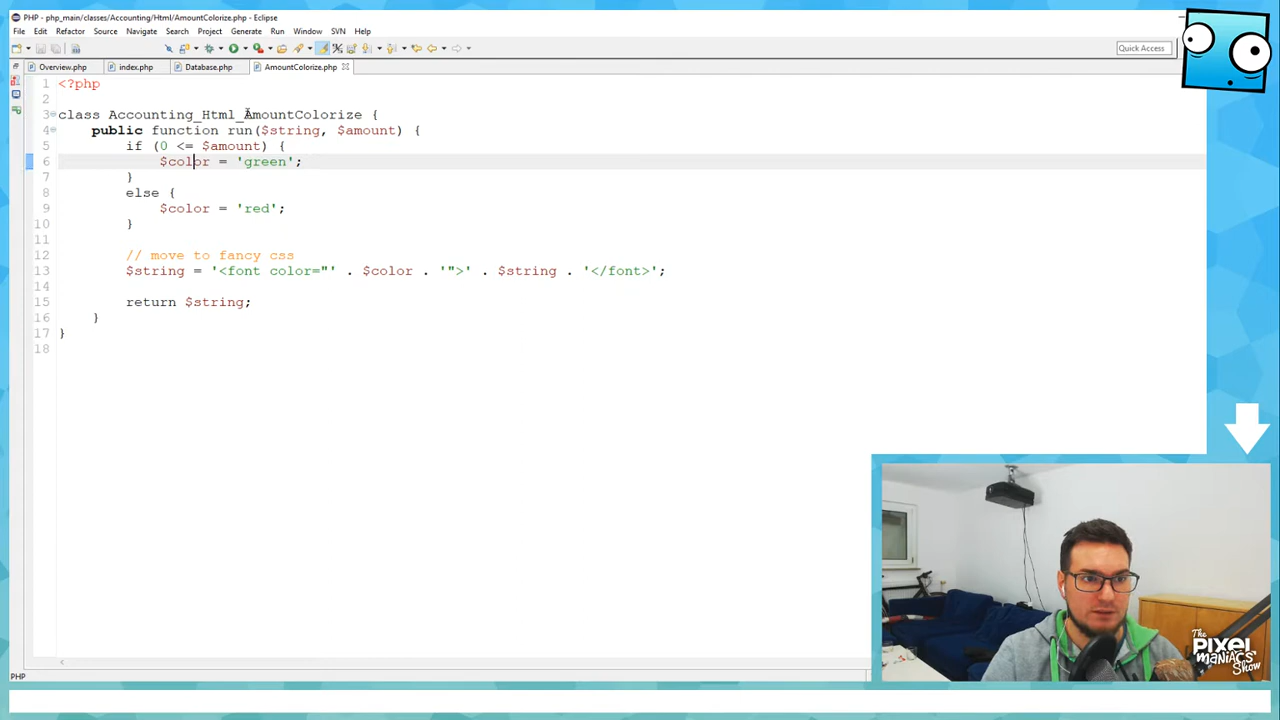 PHP - php_main/classes/Accounting/Html/AmountColorize.php - Eclipse
File Edit Refactor Source Navigate Search Project Generate Run Window SVN Help
Quick Access
Overview.php index.php Database.php AmountColorize.php
1 <?php
2
3 class Accounting_Html_AmountColorize {
4 public function run($string, $amount) {
5 if (0 <= $amount) {
6 $color = 'green';
7 }
8 else {
9 $color = 'red';
10 }
11
12 // move to fancy css
13 $string = '<font color="' . $color . '">' . $string . '</font>';
14
15 return $string;
16 }
17 }
18
PHP
The
PIXEL
MANIACS
Show